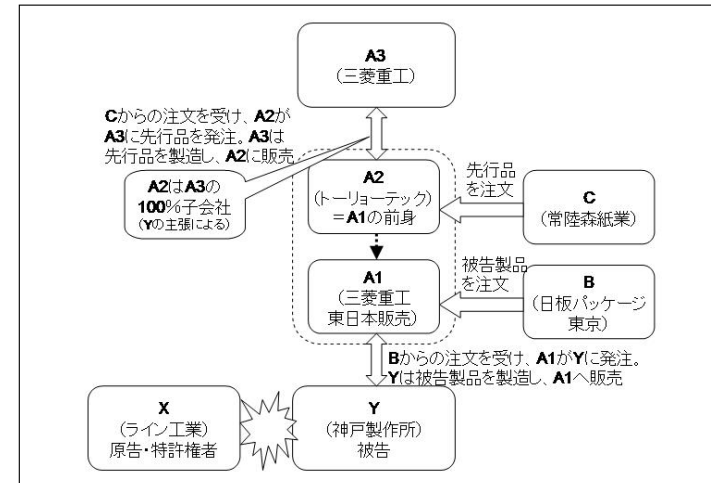 A3
(三菱重工)
Cからの注文を受け、A2が
A3に先行品を発注。A3は
先行品を製造し、A2に販売
A2はA3の
100%子会社
(Yの主張による)
A2
(トーリョーテック)
=A1の前身
先行品
を注文
C
(常陸森紙業)
被告製品
を注文
A1
(三菱重工
東日本販売)
B
(日板パッケージ
東京)
Bからの注文を受け、A1がYに発注。
Yは被告製品を製造し、A1へ販売
X
(ライン工業)
原告・特許権者
Y
(神戸製作所)
被告